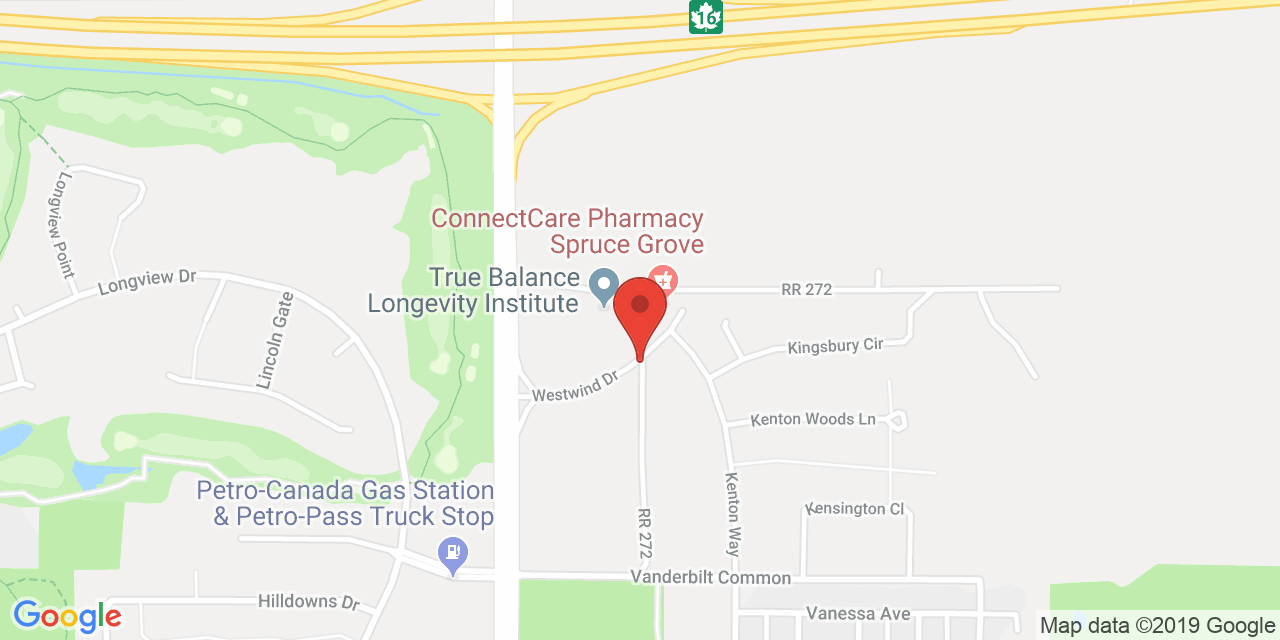 16
ConnectCare Pharmacy
Spruce Grove
True Balance
Longevity Institute
RR 272
Longview Point
Longview Dr
Lincoln Gate
Kingsbury Cir
Westwind Dr
Kenton Woods Ln
Petro-Canada Gas Station
& Petro-Pass Truck Stop
Kenton Way
Kensington Cl
RR 272
Vanderbilt Common
Hilldowns Dr
Vanessa Ave
Google
Map data ©2019 Google